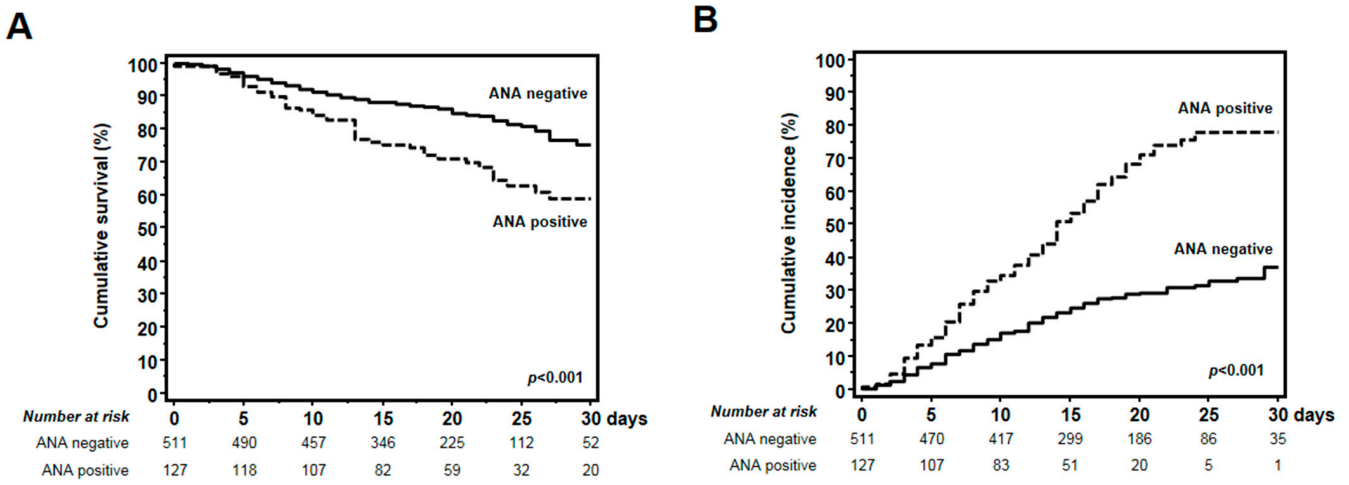 A
Cumulative survival (%)
100
90
80
70
60
50
40
30
20
10
0
ANA negative
ANA positive
p<0.001
0 5 10 15 20 25 30 days
Number at risk
ANA negative 511 490 457 346 225 112 52
ANA positive 127 118 107 82 59 32 20
B
Cumulative incidence (%)
100
90
80
70
60
50
40
30
20
10
0
ANA positive
ANA negative
p<0.001
0 5 10 15 20 25 30 days
Number at risk
ANA negative 511 470 417 299 186 86 35
ANA positive 127 107 83 51 20 5 1